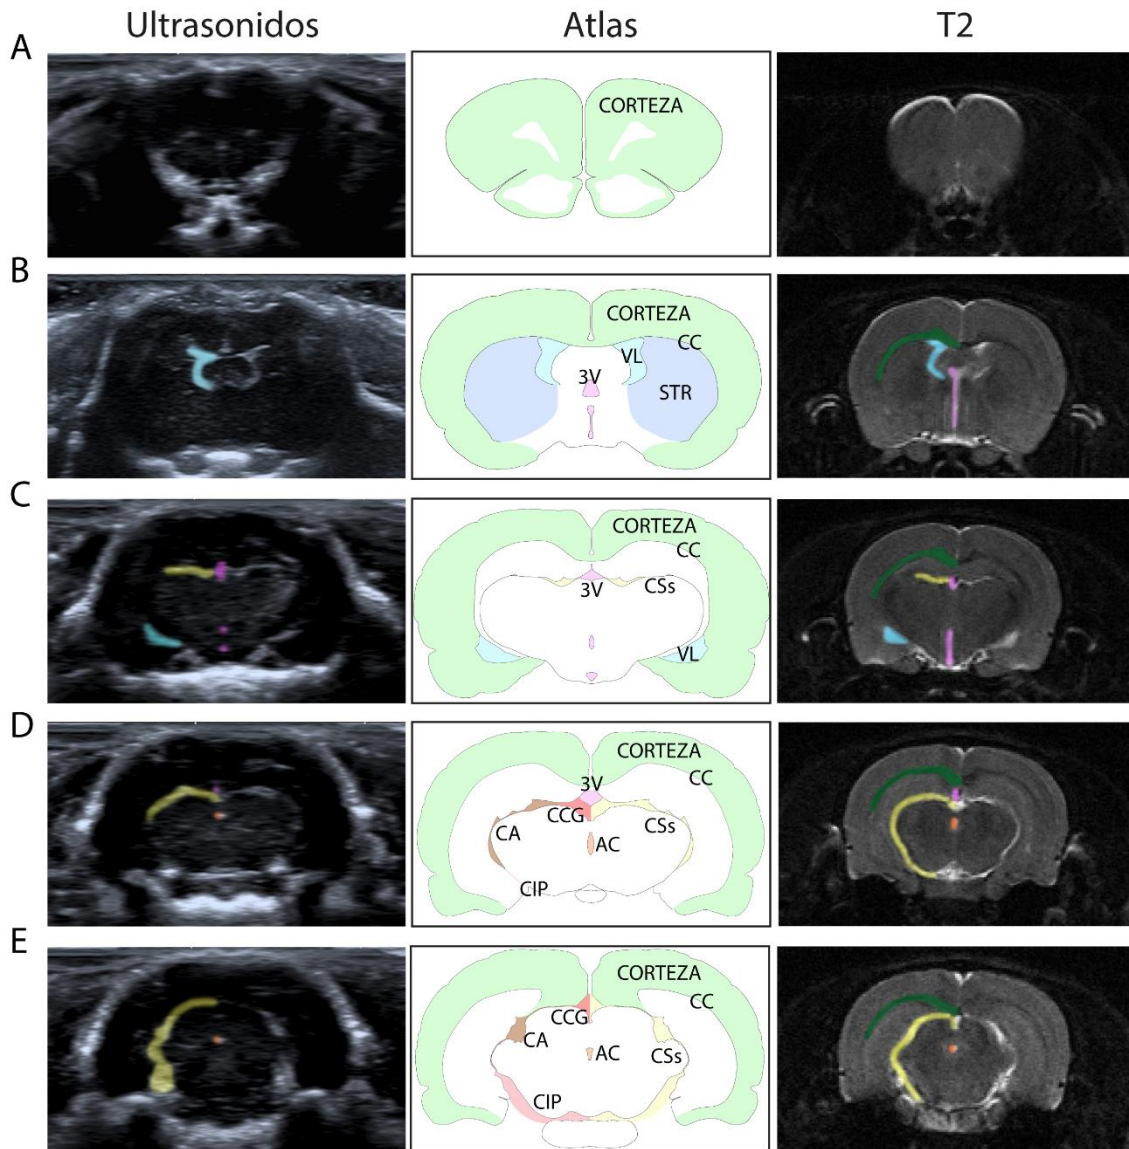 Ultrasonidos Atlas T2
A
CORTEZA
B
CORTEZA
CC
VL
3V
STR
C
CORTEZA
CC
3V
CSs
VL
D
CORTEZA
3V
CC
CCG
CSs
CA
AC
CIP
E
CORTEZA
CC
CCG
CA
AC
CSs
CIP